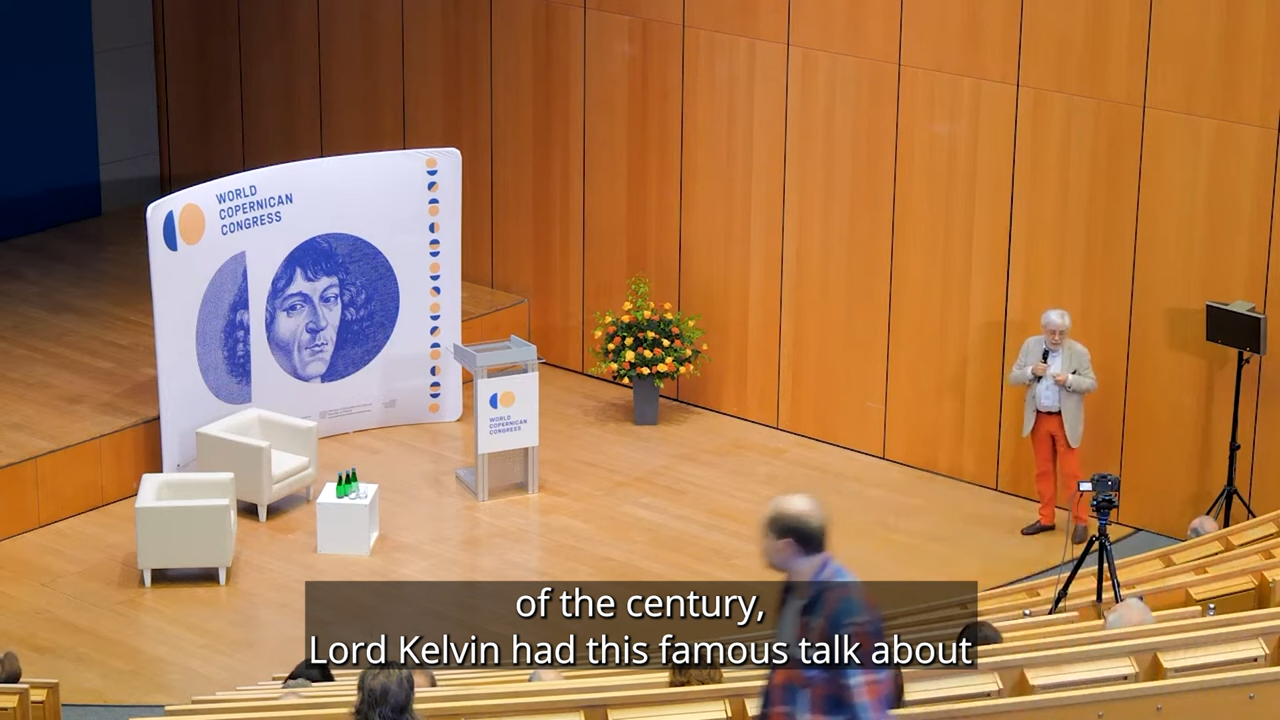 WORLD
COPERNICAN
CONGRESS
WORLD
COPERNICAN
CONGRESS
of the century,
Lord Kelvin had this famous talk about